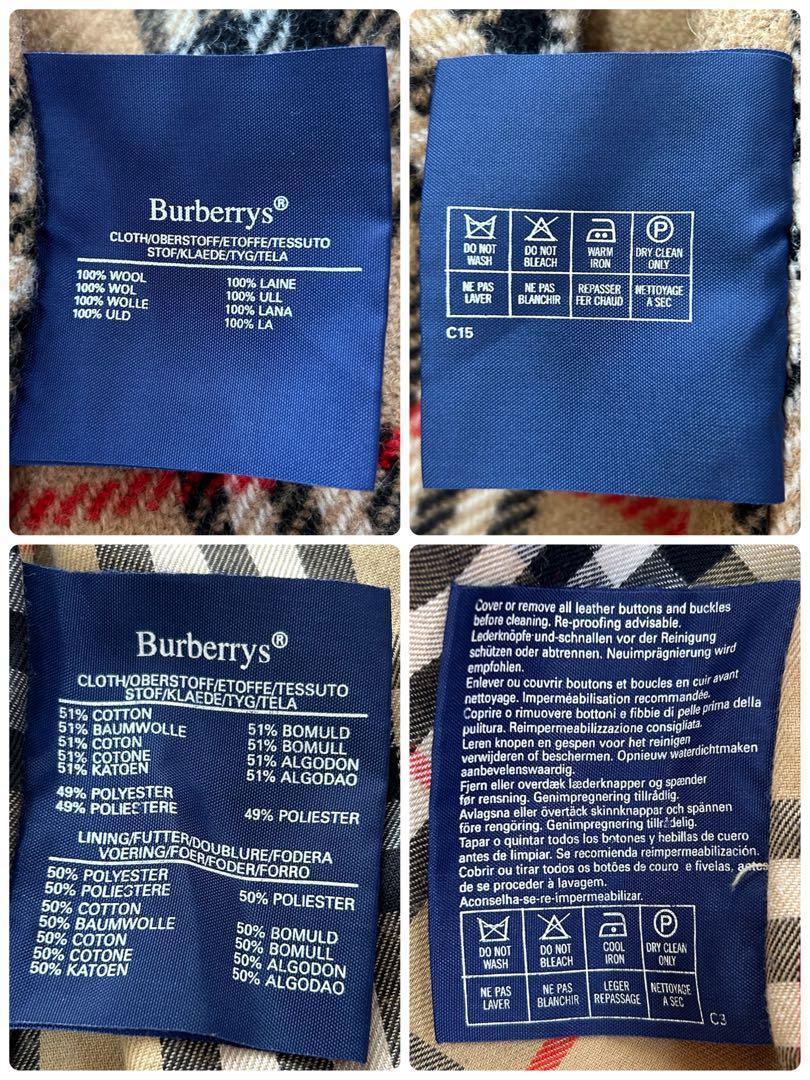 Burberrys®
CLOTH/OBERSTOFF/ETOFFE/TESSUTO
STOF/KLAEDE/TYG/TELA
100% WOOL
100% WOL
100% WOLLE
100% ULD
100% LAINE
100% ULL
100% LANA
100% LA
DO NOT WASH
DO NOT BLEACH
WARM IRON
P
DRY CLEAN ONLY
NE PAS LAVER
NE PAS BLANCHIR
REPASSER FER CHAUD
NETTOYAGE A SEC
C15
Burberrys®
CLOTH/OBERSTOFF/ETOFFE/TESSUTO
STOF/KLAEDE/TYG/TELA
51% COTTON
51% BAUMWOLLE
51% COTON
51% COTONE
51% KATOEN
51% BOMULD
51% BOMULL
51% ALGODON
51% ALGODAO
49% POLYESTER
49% POLIESTERE
49% POLIESTER
LINING/FUTTER/DOUBLURE/FODERA
VOERING/FOER/FODER/FORRO
50% POLYESTER
50% POLIESTERE
50% POLIESTER
50% COTTON
50% BAUMWOLLE
50% COTON
50% COTONE
50% KATOEN
50% BOMULD
50% BOMULL
50% ALGODON
50% ALGODAO
Cover or remove all leather buttons and buckles
before cleaning. Re-proofing advisable.
Lederknöpfe und-schnallen vor der Reinigung
schützen oder abtrennen. Neuimprägnierung wird
empfohlen.
Enlever ou couvrir boutons et boucles en cuir avant
nettoyage. Imperméabilisation recommandée.
Coprire o rimuovere bottoni e fibbie di pelle prima della
pulitura. Reimpermeabilizzazione consigliata.
Leren knopen en gespen voor het reinigen
verwijderen of beschermen. Opnieuw waterdichtmaken
aanbevelenswaardig.
Fjern eller overdæk læderknapper og spænder
før rensning. Genimpregnering tillrådlig.
Avlagsna eller övertäck skinnknappar och spännen
före rengöring. Genimpregnering tillrådelig.
Tapar o quintar todos los botones y hebillas de cuero
antes de limpiar. Se recomienda reimpermeabilización.
Cobrir ou tirar todos os botões de couro e fivelas, antes
de se proceder à lavagem.
Aconselha-se-re-impermeabilizar.
DO NOT WASH
DO NOT BLEACH
COOL IRON
P
DRY CLEAN ONLY
NE PAS LAVER
NE PAS BLANCHIR
LEGER REPASSAGE
NETTOYAGE A SEC
C3